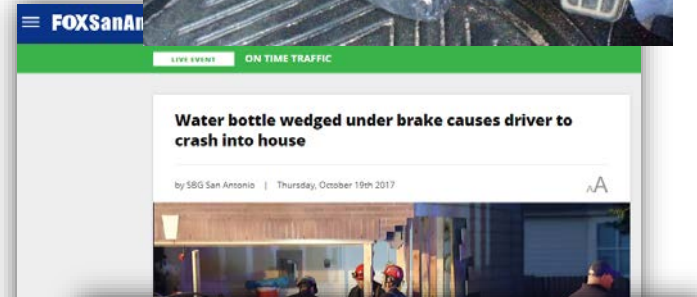 FOXSanAn
LIVE EVENT ON TIME TRAFFIC
Water bottle wedged under brake causes driver to
crash into house
by SBG San Antonio | Thursday, October 19th 2017
AA